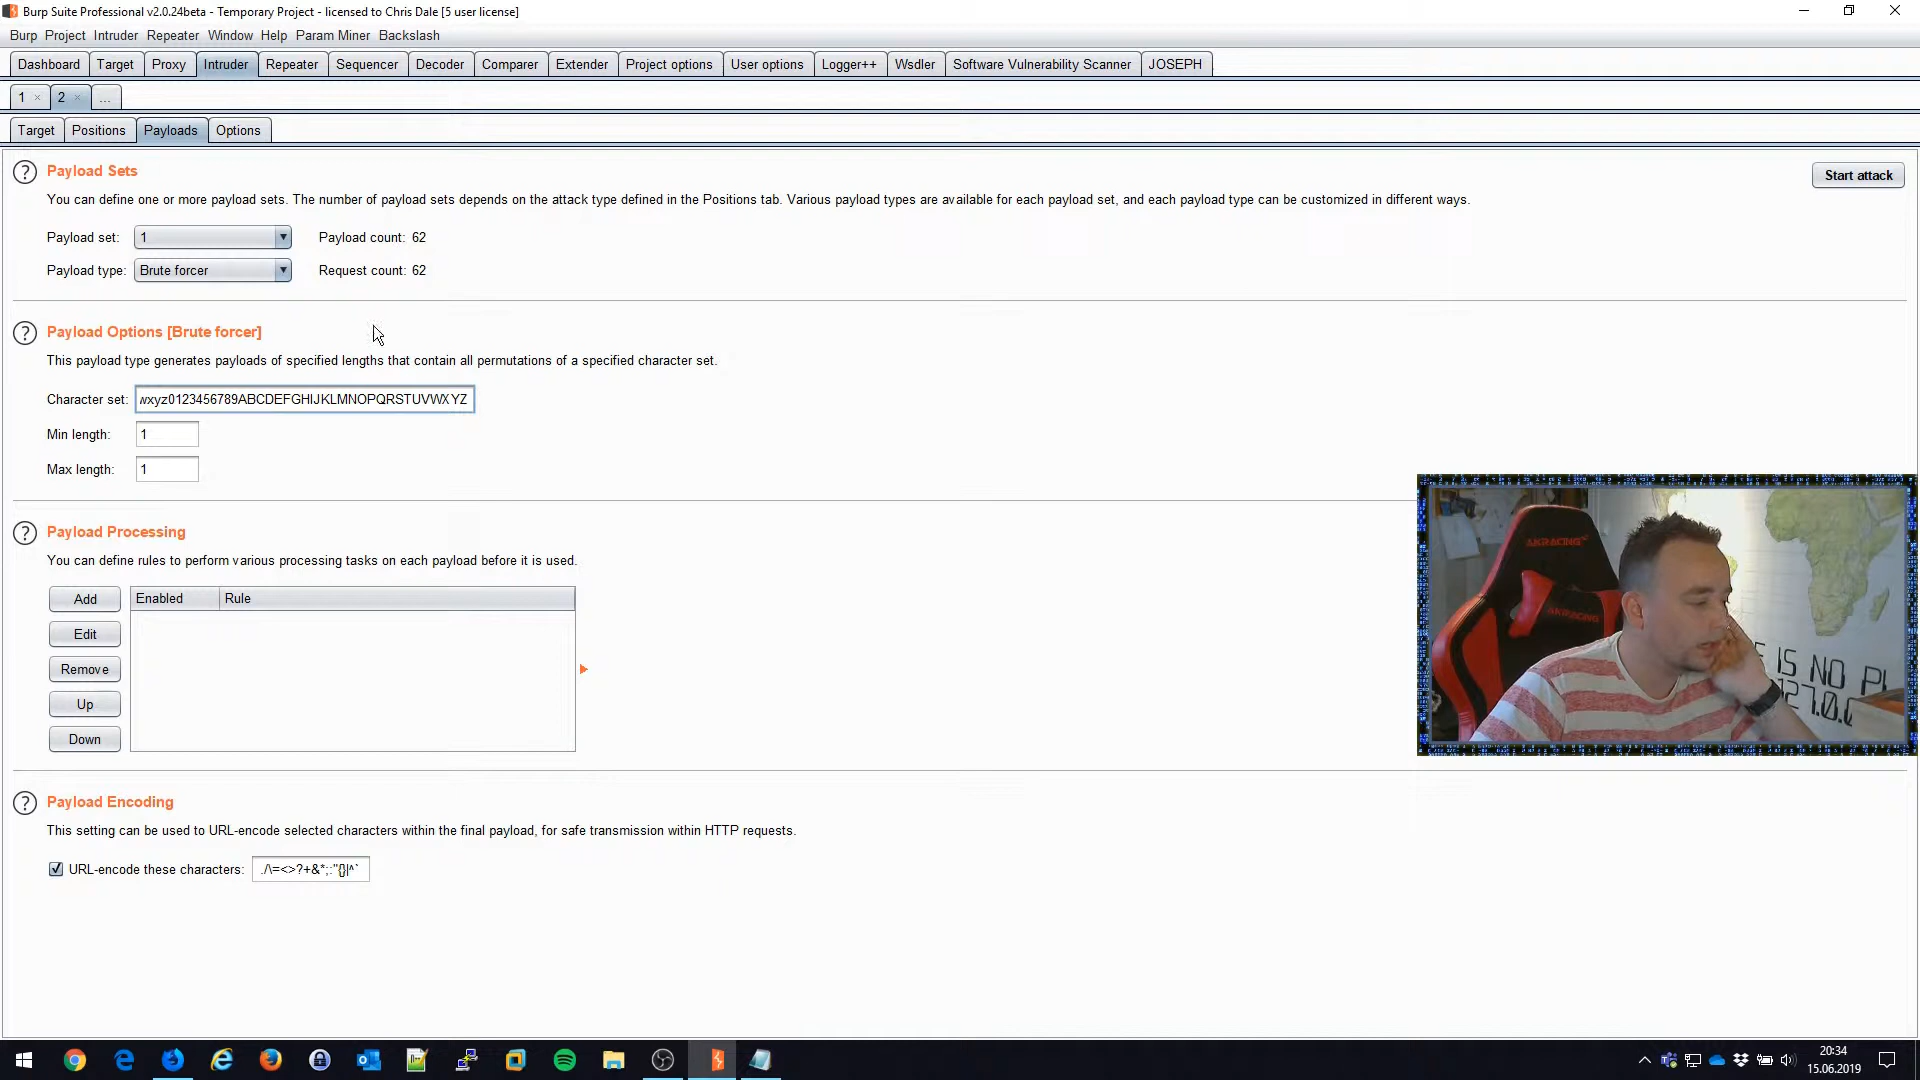 Burp Suite Professional v2.0.24beta - Temporary Project - licensed to Chris Dale [5 user license]
Burp Project Intruder Repeater Window Help Param Miner Backslash
Dashboard Target Proxy Intruder Repeater Sequencer Decoder Comparer Extender Project options User options Logger++ Wsdler Software Vulnerability Scanner JOSEPH
1 × 2 × ...
Target Positions Payloads Options
? Payload Sets
Start attack
You can define one or more payload sets. The number of payload sets depends on the attack type defined in the Positions tab. Various payload types are available for each payload set, and each payload type can be customized in different ways.
Payload set: 1 Payload count: 62
Payload type: Brute forcer Request count: 62
? Payload Options [Brute forcer]
This payload type generates payloads of specified lengths that contain all permutations of a specified character set.
Character set: wxyz0123456789ABCDEFGHIJKLMNOPQRSTUVWXYZ
Min length: 1
Max length: 1
? Payload Processing
You can define rules to perform various processing tasks on each payload before it is used.
Add Enabled Rule
Edit
Remove
Up
Down
AKRACING
AKRACING
IS NO PL
127.0.0
? Payload Encoding
This setting can be used to URL-encode selected characters within the final payload, for safe transmission within HTTP requests.
URL-encode these characters: ./\=<>?+&*;:"{}|^`
20:34
15.06.2019